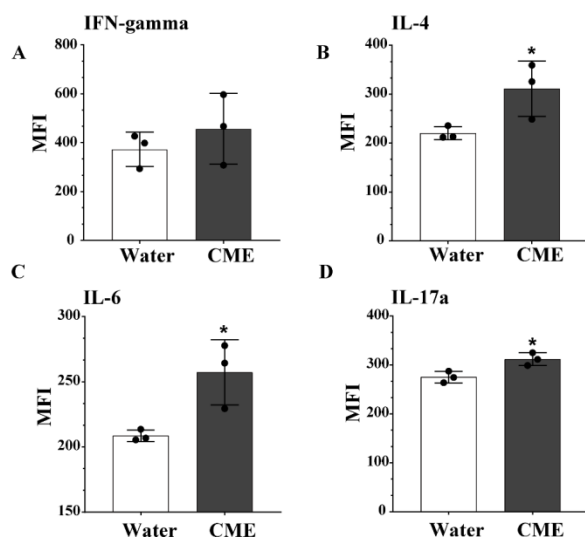 A IFN-gamma
MFI
800
600
400
200
0
Water CME
B IL-4
*
MFI
400
300
200
100
0
Water CME
C IL-6
*
MFI
300
250
200
150
Water CME
D IL-17a
*
MFI
400
300
200
100
0
Water CME